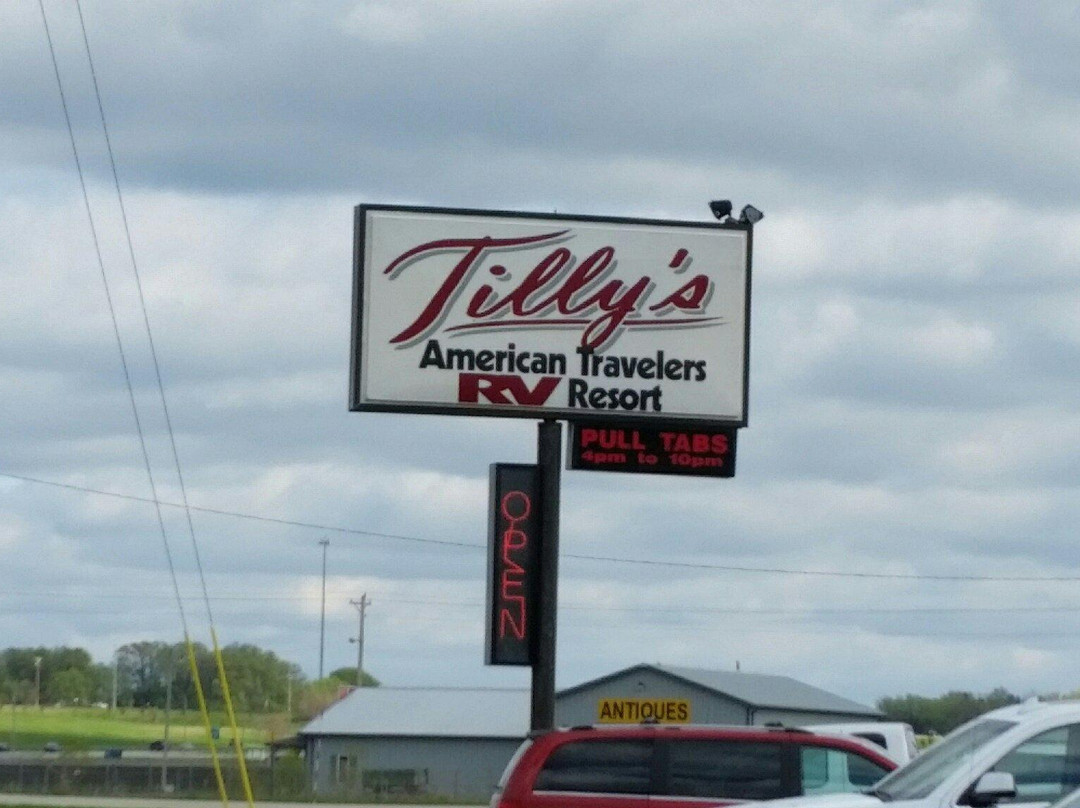 Tilly's
American Travelers
RV Resort
PULL TABS
4pm to 10pm
OPEN
ANTIQUES